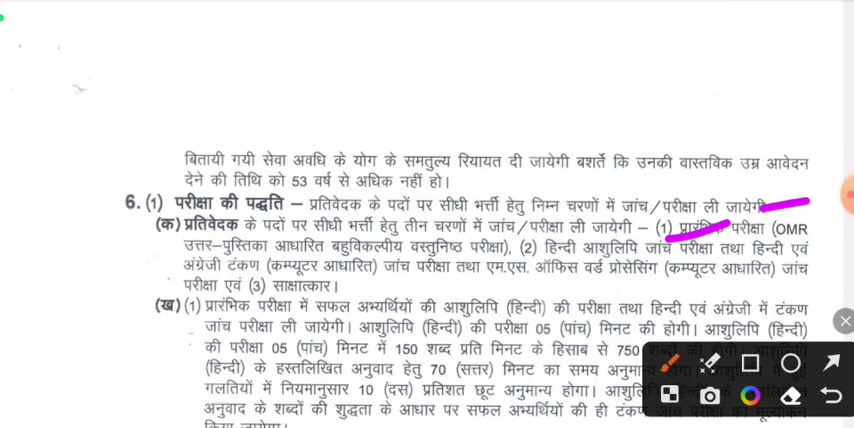 बितायी गयी सेवा अवधि के योग के समतुल्य रियायत दी जायेगी बशर्ते कि उनकी वास्तविक उम्र आवेदन
देने की तिथि को 53 वर्ष से अधिक नहीं हो।
6. (1) परीक्षा की पद्धति – प्रतिवेदक के पदों पर सीधी भर्ती हेतु निम्न चरणों में जांच/परीक्षा ली जायेगी
(क) प्रतिवेदक के पदों पर सीधी भर्ती हेतु तीन चरणों में जांच/परीक्षा ली जायेगी – (1) प्रारंभिक परीक्षा (OMR
उत्तर–पुस्तिका आधारित बहुविकल्पीय वस्तुनिष्ठ परीक्षा), (2) हिन्दी आशुलिपि जांच परीक्षा तथा हिन्दी एवं
अंग्रेजी टंकण (कम्प्यूटर आधारित) जांच परीक्षा तथा एम.एस. ऑफिस वर्ड प्रोसेसिंग (कम्प्यूटर आधारित) जांच
परीक्षा एवं (3) साक्षात्कार।
(ख) (1) प्रारंभिक परीक्षा में सफल अभ्यर्थियों की आशुलिपि (हिन्दी) की परीक्षा तथा हिन्दी एवं अंग्रेजी में टंकण
जांच परीक्षा ली जायेगी। आशुलिपि (हिन्दी) की परीक्षा 05 (पांच) मिनट की होगी। आशुलिपि (हिन्दी)
की परीक्षा 05 (पांच) मिनट में 150 शब्द प्रति मिनट के हिसाब से 750 शब्दों की होगी।
(हिन्दी) के हस्तलिखित अनुवाद हेतु 70 (सत्तर) मिनट का समय अनुमान्य होगा।
गलतियों में नियमानुसार 10 (दस) प्रतिशत छूट अनुमान्य होगा।
अनुवाद के शब्दों की शुद्धता के आधार पर सफल अभ्यर्थियों की ही टंकण जांच परीक्षा का मूल्यांकन
किया जायेगा।